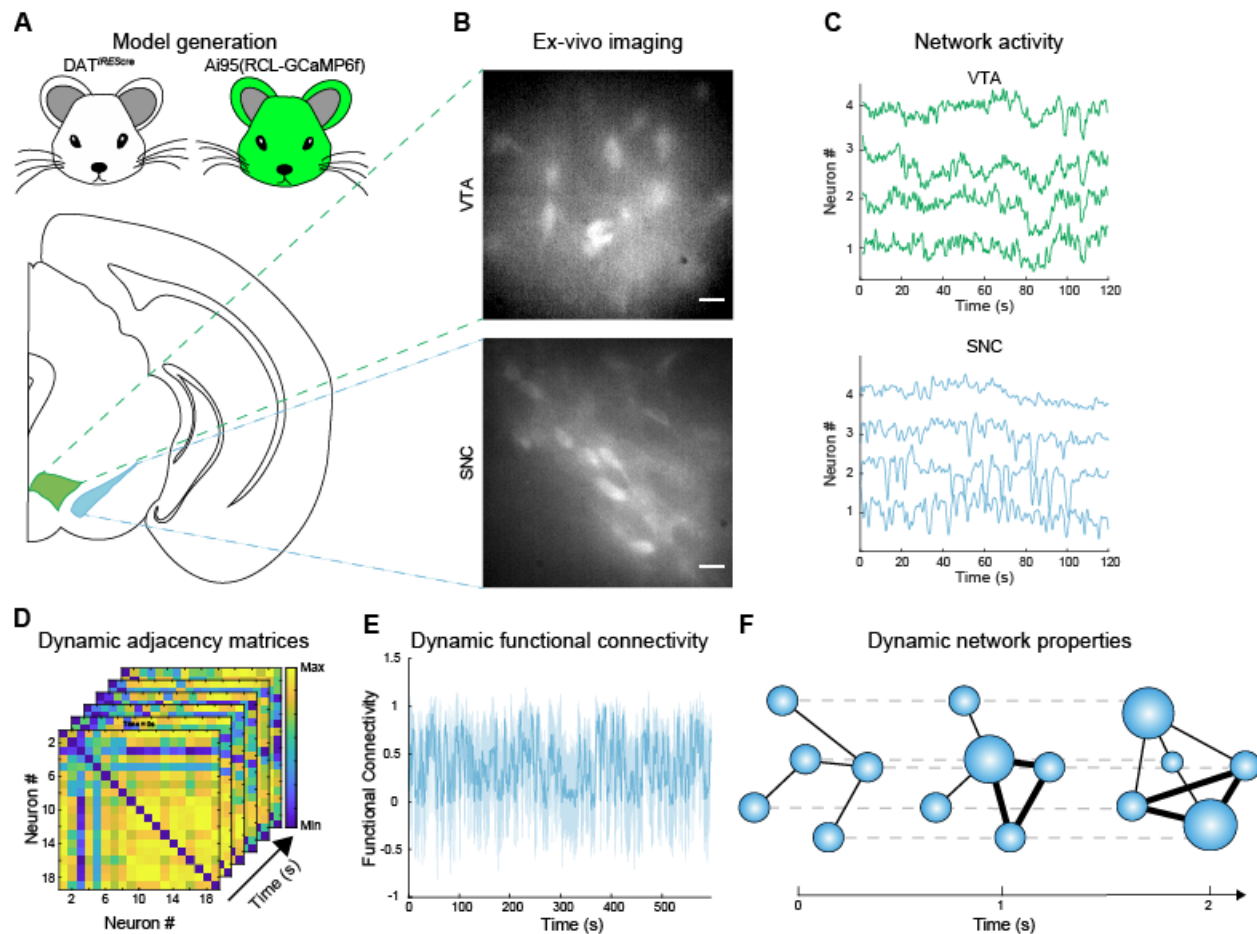 A
Model generation
DATIREScre
Ai95(RCL-GCaMP6f)
B
Ex-vivo imaging
VTA
SNC
C
Network activity
VTA
4
3
2
1
Neuron #
0 20 40 60 80 100 120
Time (s)
SNC
4
3
2
1
Neuron #
0 20 40 60 80 100 120
Time (s)
D
Dynamic adjacency matrices
Max
Min
Time = 0s
2
6
10
14
18
Neuron #
2 6 10 14 18
Neuron #
Time (s)
E
Dynamic functional connectivity
1.5
1
0.5
0
-0.5
-1
Functional Connectivity
0 100 200 300 400 500
Time (s)
F
Dynamic network properties
0 1 2
Time (s)